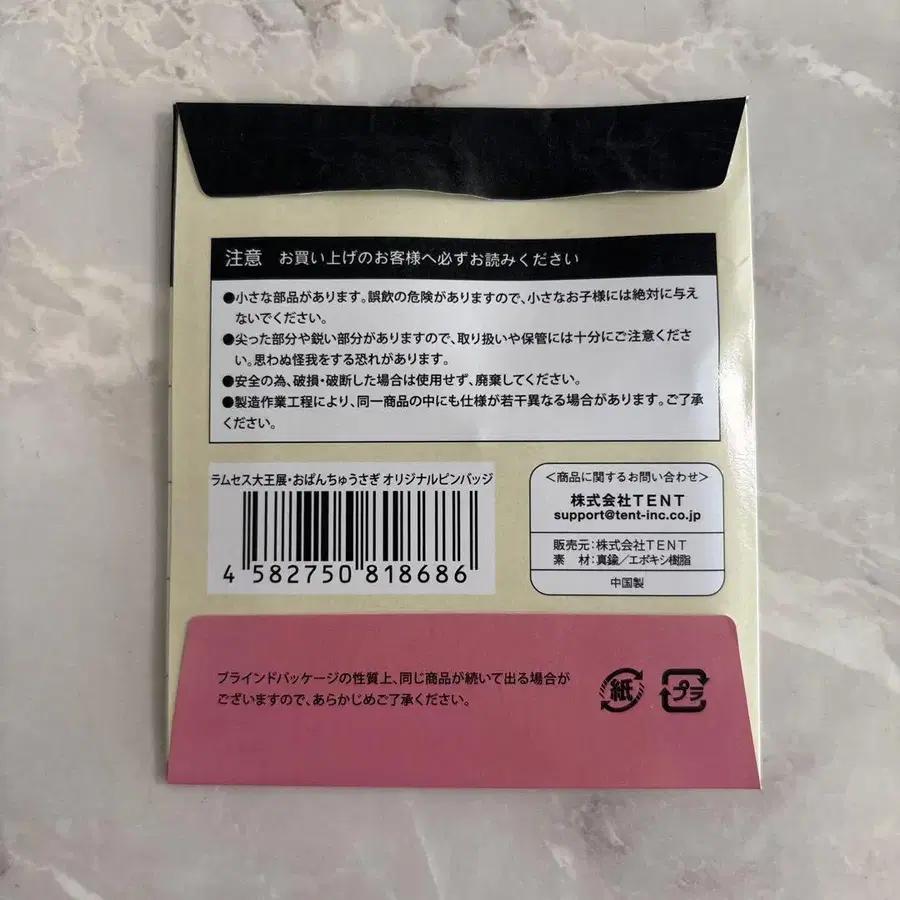 注意 お買い上げのお客様へ必ずお読みください
●小さな部品があります。誤飲の危険がありますので、小さなお子様には絶対に与え
ないでください。
●尖った部分や鋭い部分がありますので、取り扱いや保管には十分にご注意くださ
い。思わぬ怪我をする恐れがあります。
●安全の為、破損・破断した場合は使用せず、廃棄してください。
●製造作業工程により、同一商品の中にも仕様が若干異なる場合があります。ご了承
ください。
ラムセス大王展・おぱんちゅうさぎ オリジナルピンバッジ
4 582750 818686
<商品に関するお問い合わせ>
株式会社TENT
support@tent-inc.co.jp
販売元:株式会社TENT
素 材:真鍮/エポキシ樹脂
中国製
ブラインドパッケージの性質上、同じ商品が続いて出る場合が
ございますので、あらかじめご了承ください。
紙 プラ